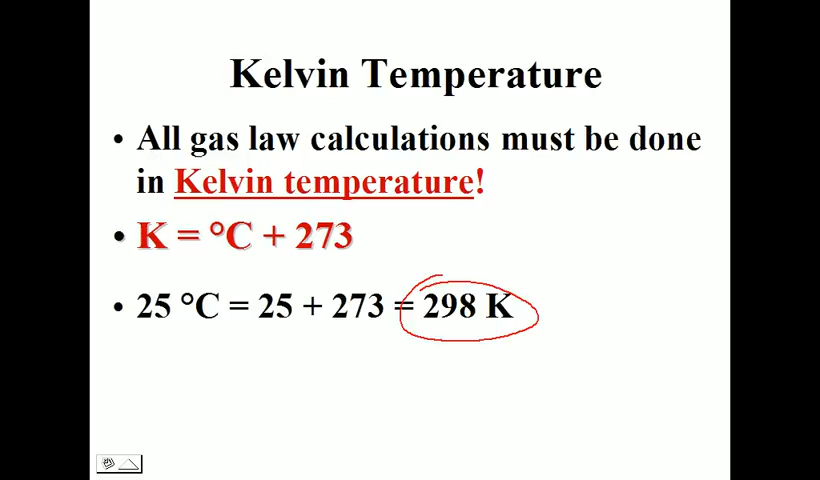 Kelvin Temperature
• All gas law calculations must be done
in Kelvin temperature!
• K = °C + 273
• 25 °C = 25 + 273 = 298 K